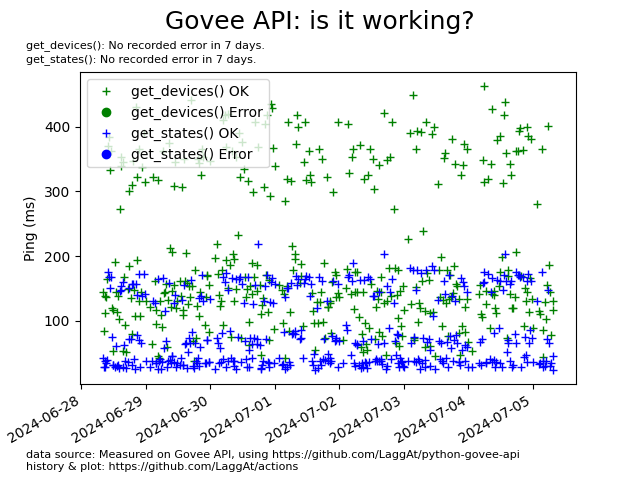 Govee API: is it working?
get_devices(): No recorded error in 7 days.
get_states(): No recorded error in 7 days.
get_devices() OK
get_devices() Error
get_states() OK
get_states() Error
Ping (ms)
400
300
200
100
2024-06-28
2024-06-29
2024-06-30
2024-07-01
2024-07-02
2024-07-03
2024-07-04
2024-07-05
data source: Measured on Govee API, using https://github.com/LaggAt/python-govee-api
history & plot: https://github.com/LaggAt/actions